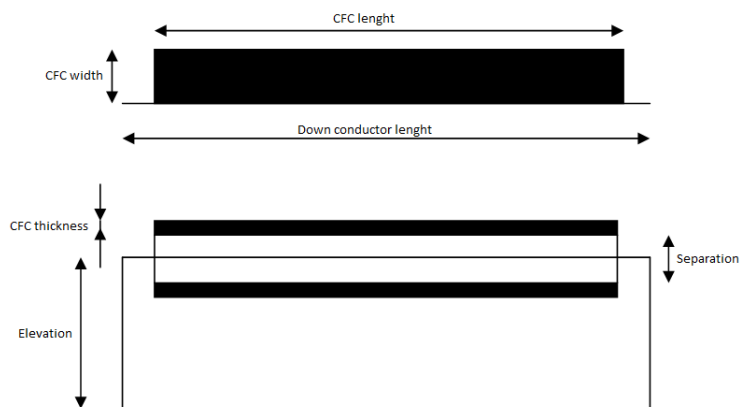 CFC lenght
CFC width
Down conductor lenght
CFC thickness
Separation
Elevation